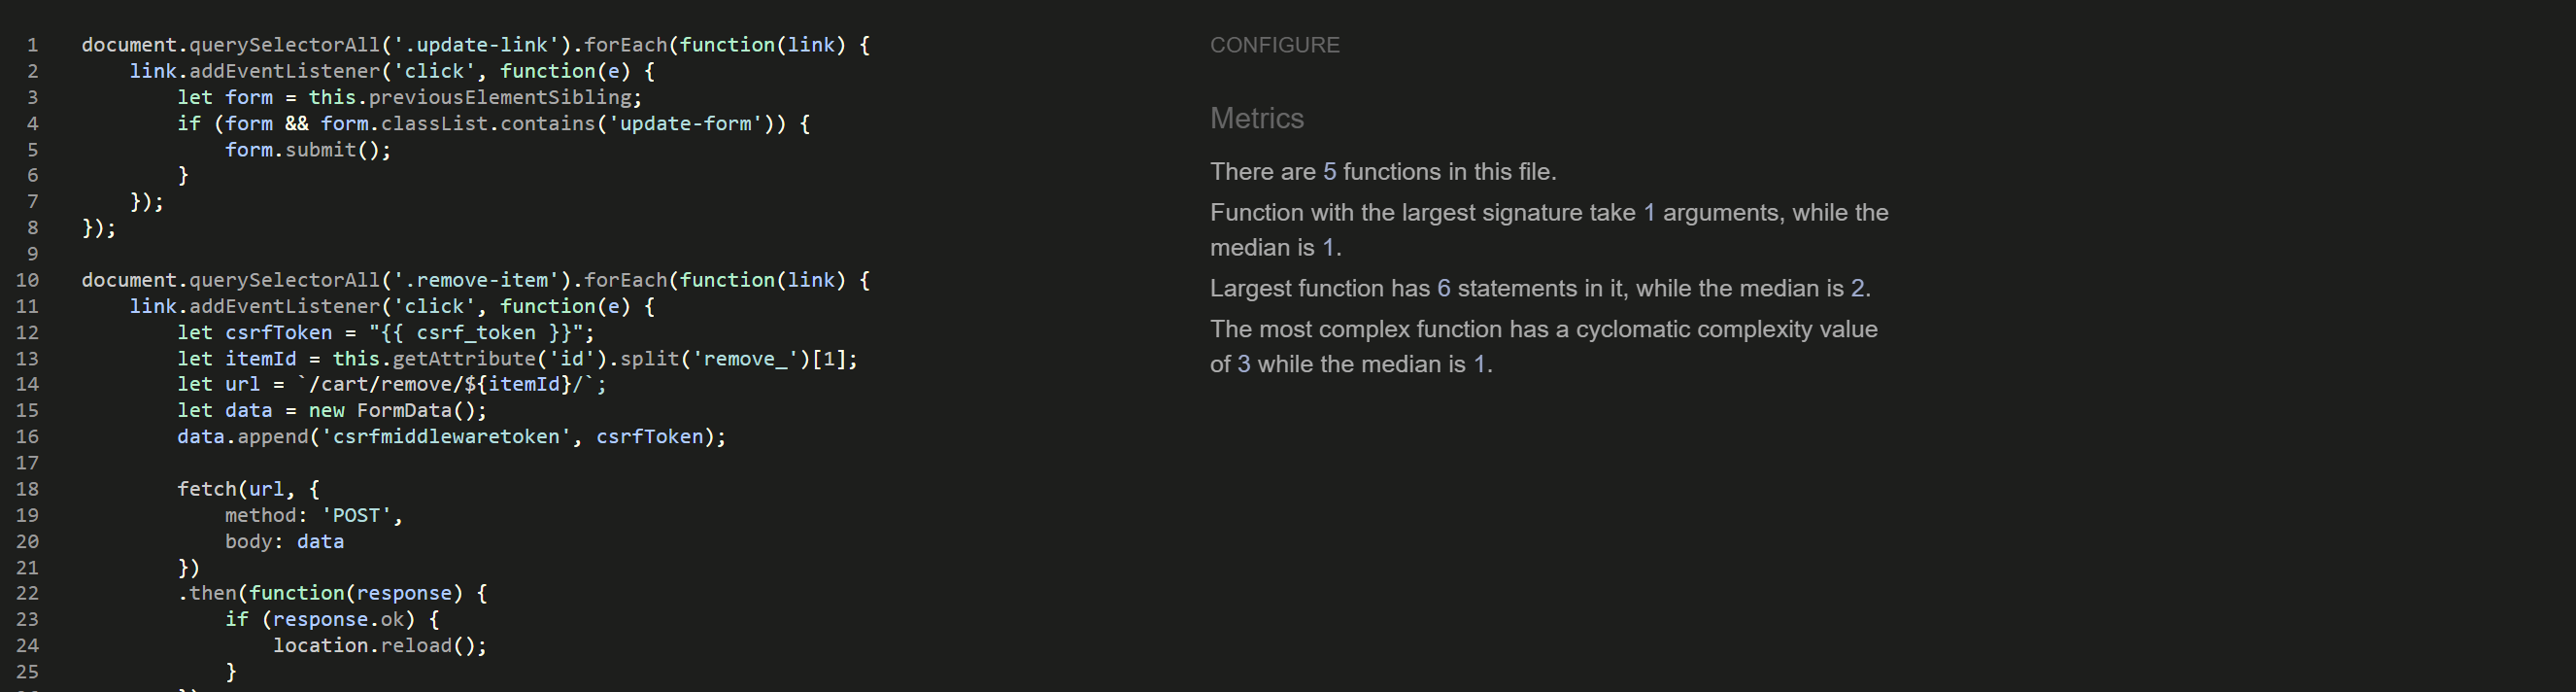 1 document.querySelectorAll('.update-link').forEach(function(link) {
2     link.addEventListener('click', function(e) {
3         let form = this.previousElementSibling;
4         if (form && form.classList.contains('update-form')) {
5             form.submit();
6         }
7     });
8 });
9
10 document.querySelectorAll('.remove-item').forEach(function(link) {
11     link.addEventListener('click', function(e) {
12         let csrfToken = "{{ csrf_token }}";
13         let itemId = this.getAttribute('id').split('remove_')[1];
14         let url = `/cart/remove/${itemId}/`;
15         let data = new FormData();
16         data.append('csrfmiddlewaretoken', csrfToken);
17
18         fetch(url, {
19             method: 'POST',
20             body: data
21         })
22         .then(function(response) {
23             if (response.ok) {
24                 location.reload();
25             }
CONFIGURE
Metrics
There are 5 functions in this file.
Function with the largest signature take 1 arguments, while the
median is 1.
Largest function has 6 statements in it, while the median is 2.
The most complex function has a cyclomatic complexity value
of 3 while the median is 1.